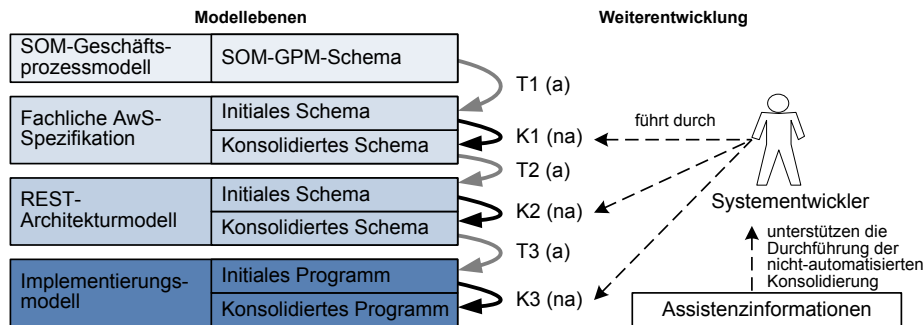 Modellebenen
Weiterentwicklung
SOM-Geschäfts-
prozessmodell
SOM-GPM-Schema
T1 (a)
Fachliche AwS-
Spezifikation
Initiales Schema
Konsolidiertes Schema
K1 (na)
führt durch
T2 (a)
REST-
Architekturmodell
Initiales Schema
Konsolidiertes Schema
K2 (na)
Systementwickler
T3 (a)
unterstützen die
Durchführung der
nicht-automatisierten
Konsolidierung
Implementierungs-
modell
Initiales Programm
Konsolidiertes Programm
K3 (na)
Assistenzinformationen